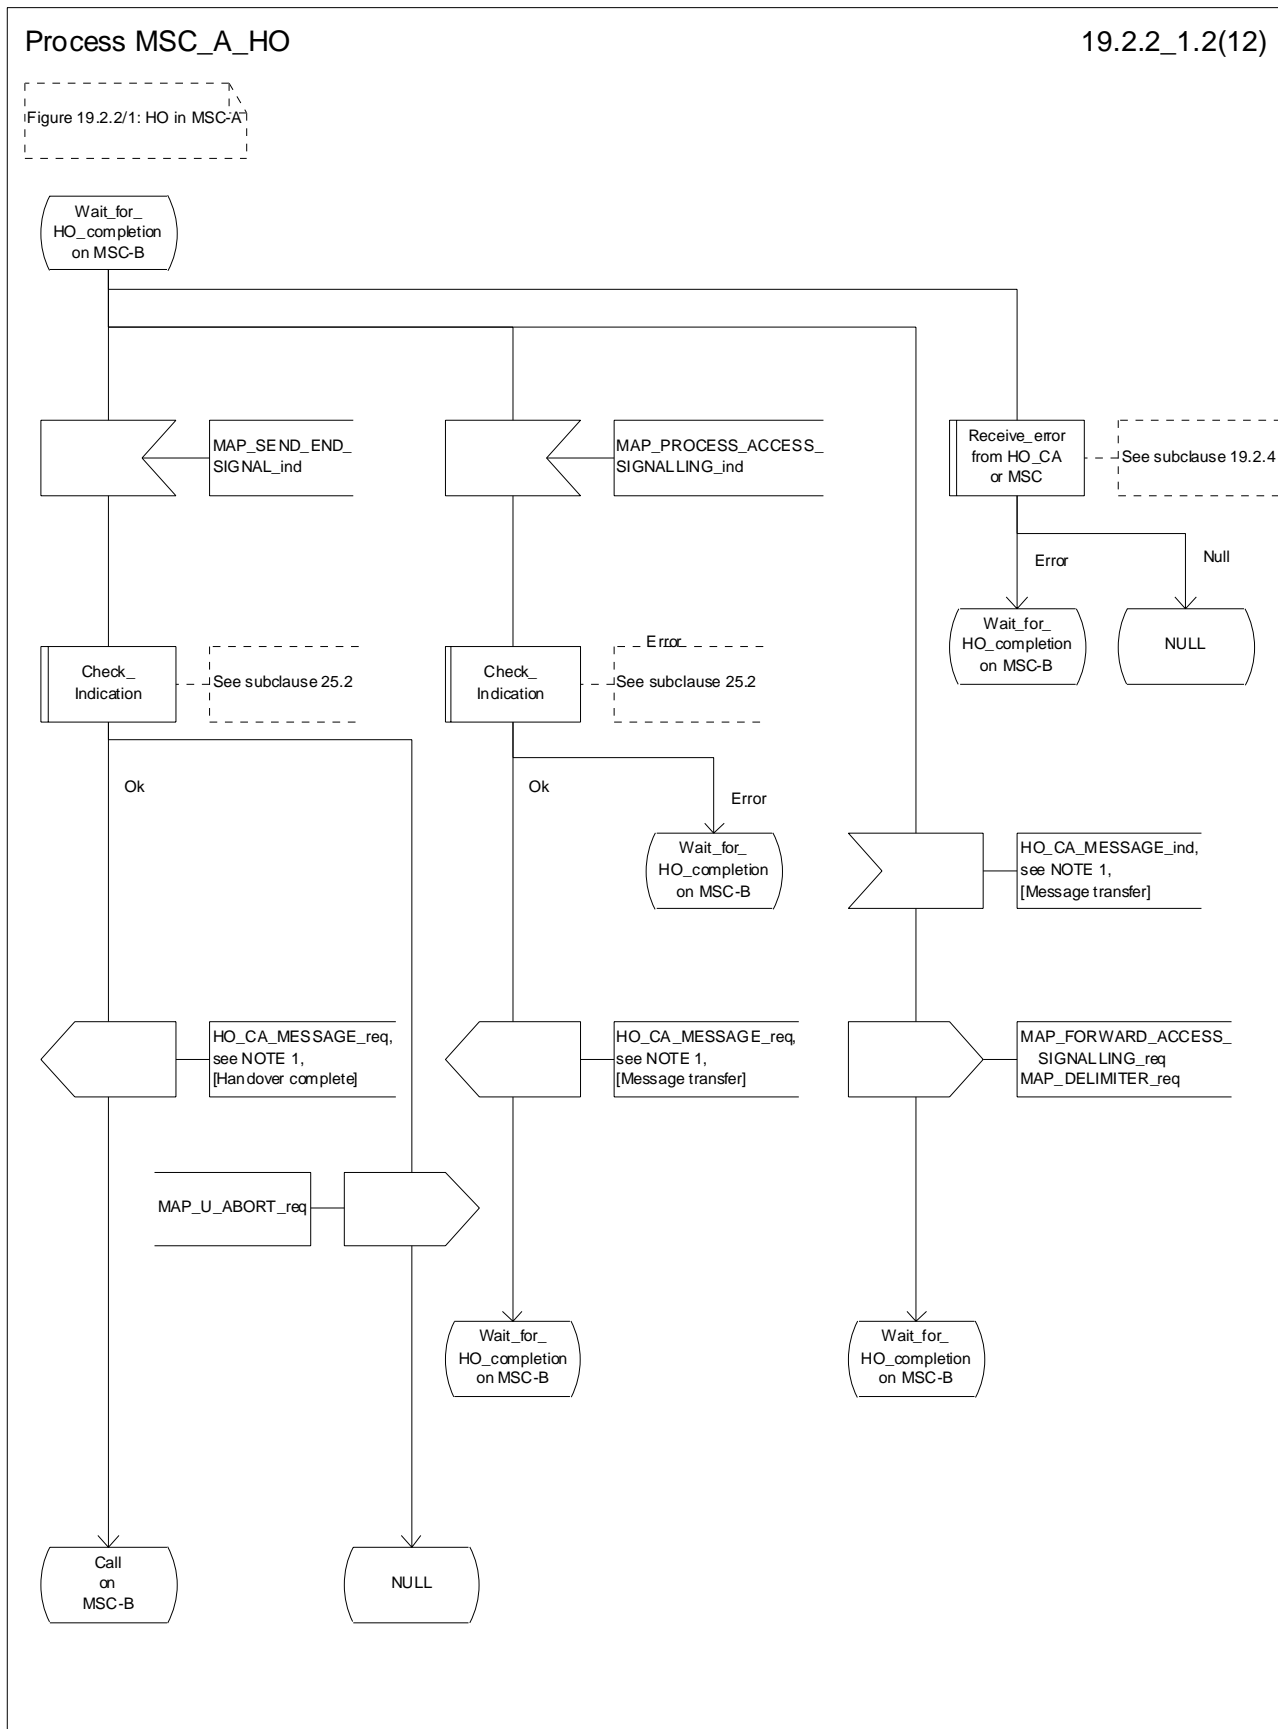 Process MSC_A_HO
19.2.2_1.2(12)
Figure 19.2.2/1: HO in MSC-A
Wait_for_
HO_completion
on MSC-B
MAP_SEND_END_
SIGNAL_ind
MAP_PROCESS_ACCESS_
SIGNALLING_ind
Receive_error
from HO_CA
or MSC
See subclause 19.2.4
Error
Null
Wait_for_
HO_completion
on MSC-B
NULL
Check_
Indication
See subclause 25.2
Error
Check_
Indication
See subclause 25.2
Ok
Ok
Error
Wait_for_
HO_completion
on MSC-B
HO_CA_MESSAGE_ind,
see NOTE 1,
[Message transfer]
HO_CA_MESSAGE_req,
see NOTE 1,
[Handover complete]
HO_CA_MESSAGE_req,
see NOTE 1,
[Message transfer]
MAP_FORWARD_ACCESS_
SIGNALLING_req
MAP_DELIMITER_req
MAP_U_ABORT_req
Wait_for_
HO_completion
on MSC-B
Wait_for_
HO_completion
on MSC-B
Call
on
MSC-B
NULL